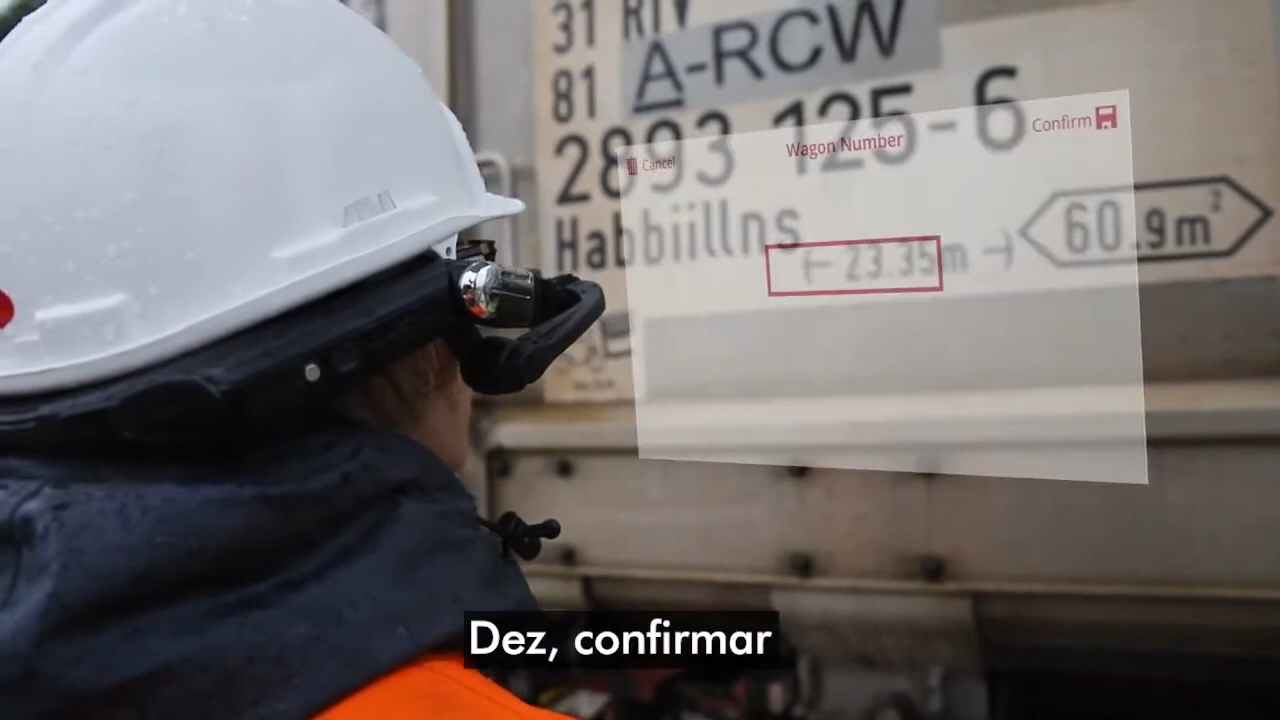 31 RIV
81 A-RCW
2893 125-6
Cancel Wagon Number Confirm
Habbiillns
23.35m
60.9m²
Dez, confirmar